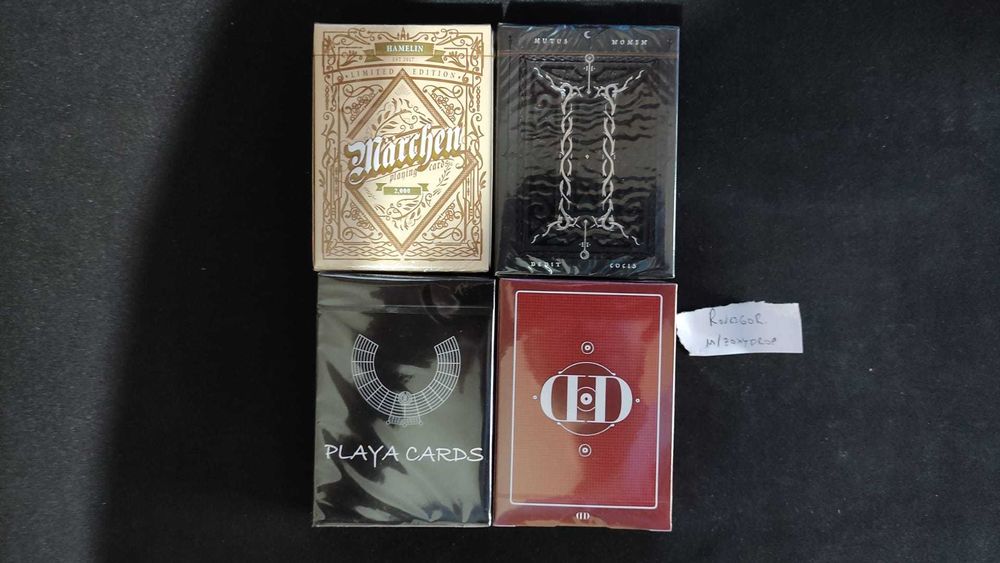 HAMELIN
EST. 2017
LIMITED EDITION
Märchen
playing cards
2,000
MUTUS NOMEN
DEDIT COCIS
PLAYA CARDS
DD
DD